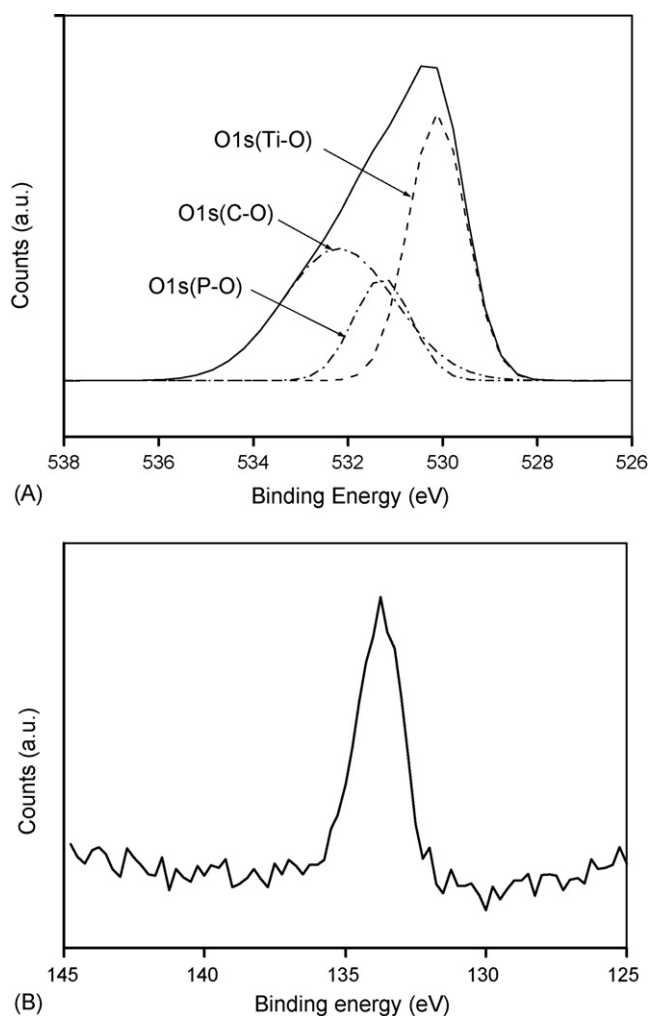 O1s(Ti-O)
O1s(C-O)
O1s(P-O)
Counts (a.u.)
538 536 534 532 530 528 526
(A) Binding Energy (eV)
Counts (a.u.)
145 140 135 130 125
(B) Binding energy (eV)